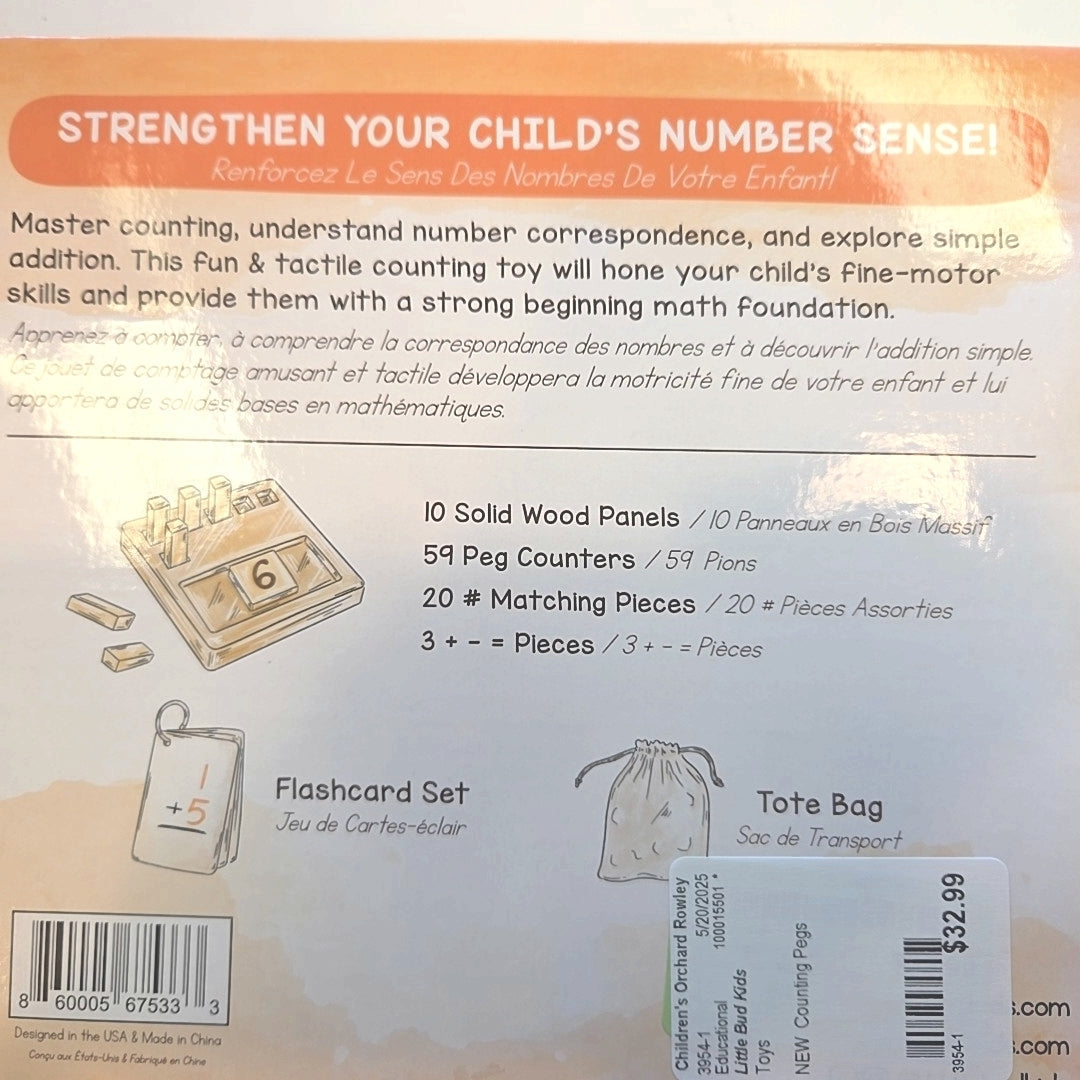 STRENGTHEN YOUR CHILD'S NUMBER SENSE!
Renforcez Le Sens Des Nombres De Votre Enfant!
Master counting, understand number correspondence, and explore simple
addition. This fun & tactile counting toy will hone your child's fine-motor
skills and provide them with a strong beginning math foundation.
Apprenez à compter, à comprendre la correspondance des nombres et à découvrir l'addition simple.
Ce jouet de comptage amusant et tactile développera la motricité fine de votre enfant et lui
apportera de solides bases en mathématiques.
6
10 Solid Wood Panels / 10 Panneaux en Bois Massif
59 Peg Counters / 59 Pions
20 # Matching Pieces / 20 # Pièces Assorties
3 + - = Pieces / 3 + - = Pièces
1
+5
Flashcard Set
Jeu de Cartes-éclair
Tote Bag
Sac de Transport
8 60005 67533 3
Designed in the USA & Made in China
Conçu aux États-Unis & Fabriqué en Chine
Children's Orchard Rowley
3954-1 5/20/2025
Educational 100015501 *
Little Bud Kids
Toys
NEW Counting Pegs
$32.99
3954-1
s.com
.com